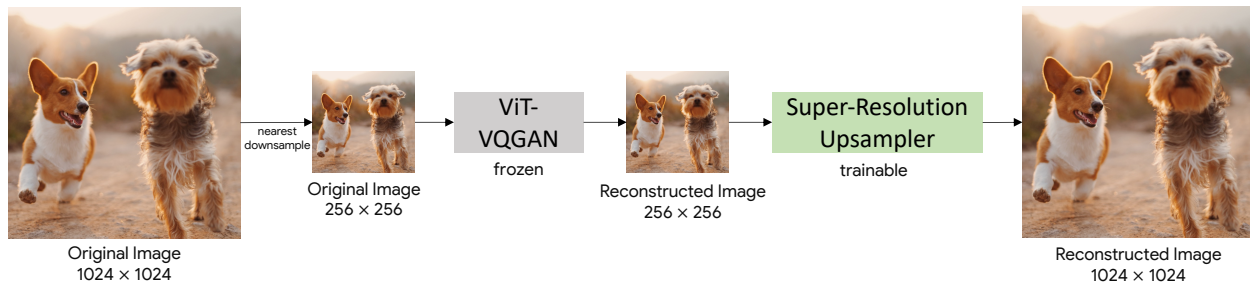 Original Image
1024 × 1024
nearest
downsample
Original Image
256 × 256
ViT-
VQGAN
frozen
Reconstructed Image
256 × 256
Super-Resolution
Upsampler
trainable
Reconstructed Image
1024 × 1024